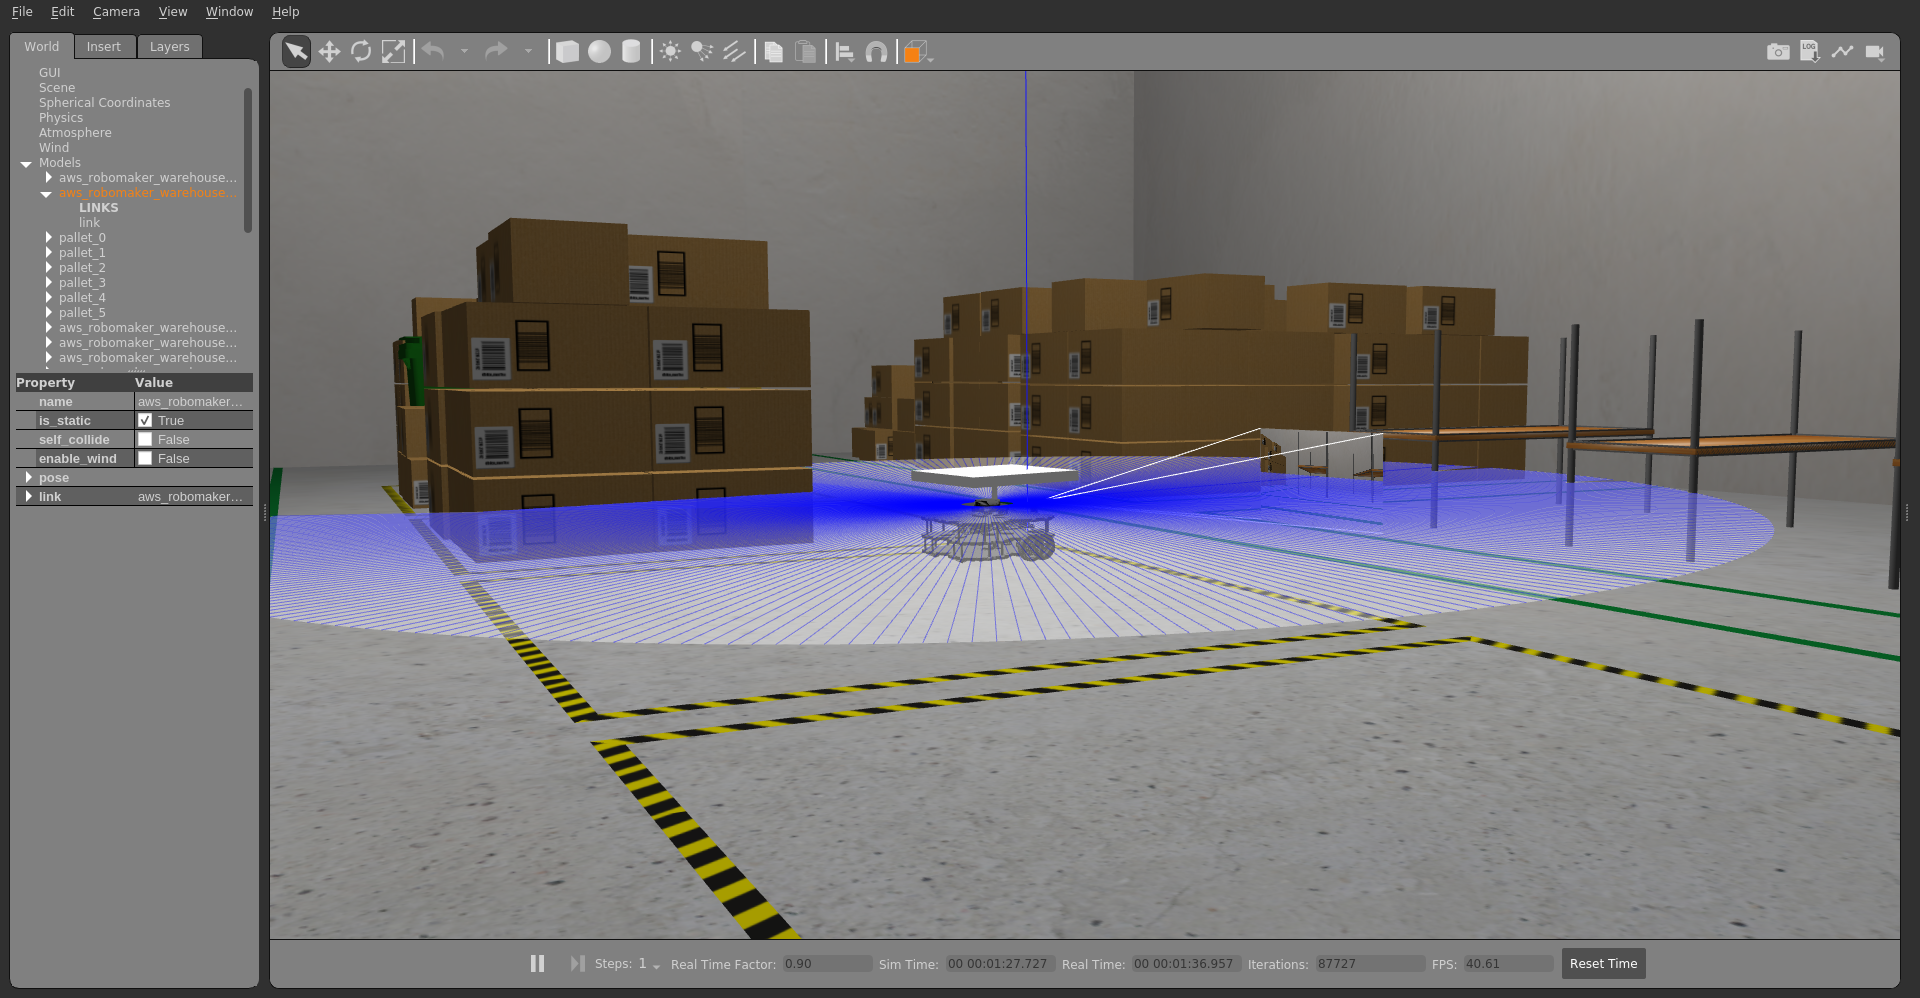 File Edit Camera View Window Help
World Insert Layers
GUI
Scene
Spherical Coordinates
Physics
Atmosphere
Wind
Models
aws_robomaker_warehouse...
aws_robomaker_warehouse...
LINKS
link
pallet_0
pallet_1
pallet_2
pallet_3
pallet_4
pallet_5
aws_robomaker_warehouse...
aws_robomaker_warehouse...
aws_robomaker_warehouse...
Property Value
name aws_robomaker...
is_static True
self_collide False
enable_wind False
pose
link aws_robomaker...
LOG
Steps: 1 Real Time Factor: 0.90 Sim Time: 00 00:01:27.727 Real Time: 00 00:01:36.957 Iterations: 87727 FPS: 40.61 Reset Time